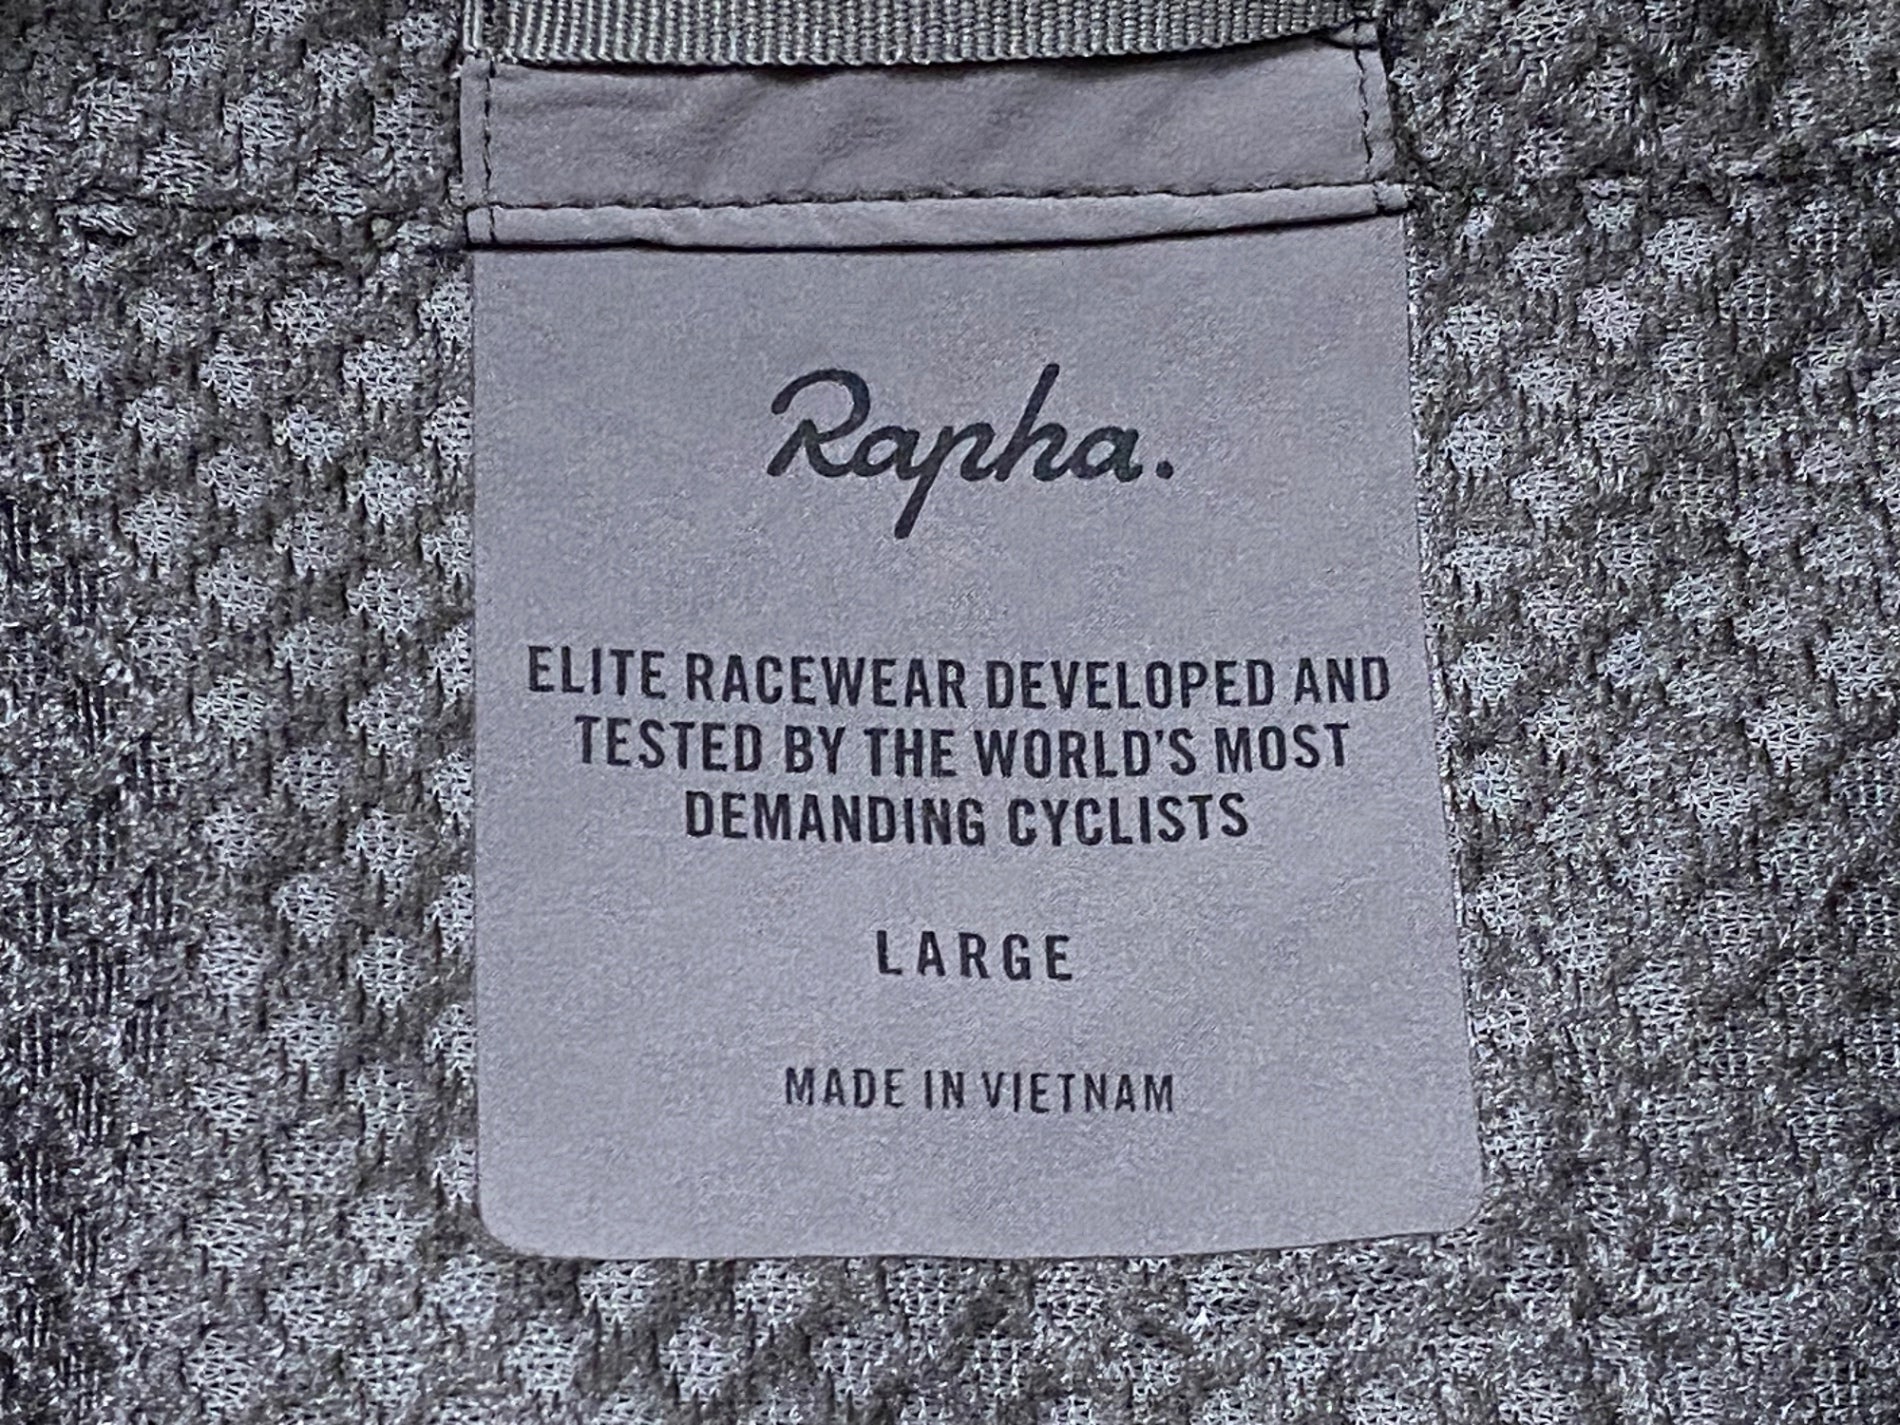 Rapha.
ELITE RACEWEAR DEVELOPED AND
TESTED BY THE WORLD'S MOST
DEMANDING CYCLISTS
LARGE
MADE IN VIETNAM